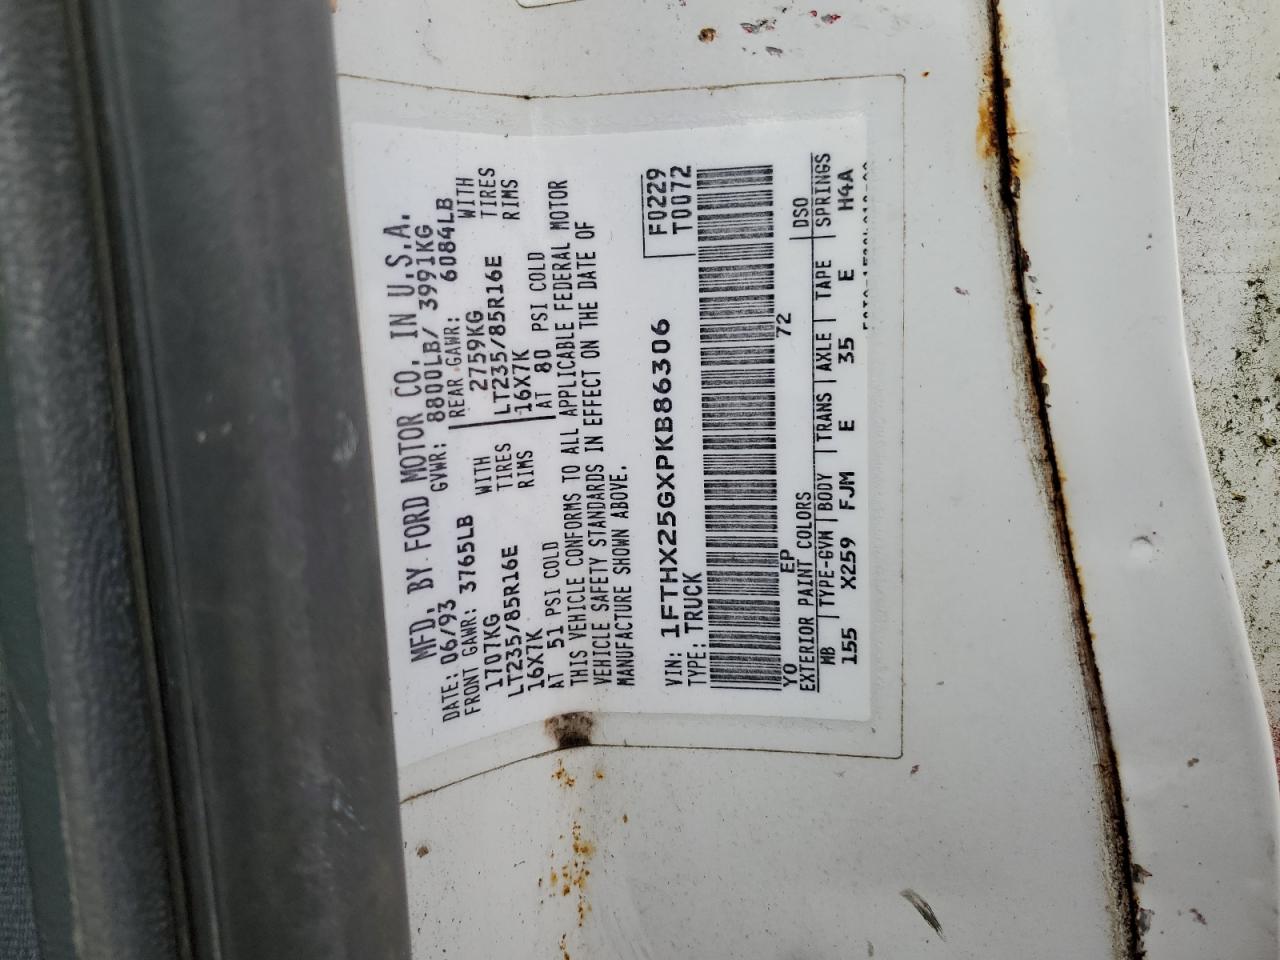 MFD. BY FORD MOTOR CO. IN U.S.A.
DATE: 06/93 GVWR: 8800LB/ 3991KG
FRONT GAWR: 3765LB REAR GAWR: 6084LB
1707KG WITH 2759KG WITH
LT235/85R16E TIRES LT235/85R16E TIRES
16X7K RIMS 16X7K RIMS
AT 51 PSI COLD AT 80 PSI COLD
THIS VEHICLE CONFORMS TO ALL APPLICABLE FEDERAL MOTOR
VEHICLE SAFETY STANDARDS IN EFFECT ON THE DATE OF
MANUFACTURE SHOWN ABOVE.
F0229
VIN: 1FTHX25GXPKB86306 T0072
TYPE: TRUCK
YO EP 72
EXTERIOR PAINT COLORS DSO
WB TYPE-GVW BODY TRANS AXLE TAPE SPRINGS
155 X259 FJM E 35 E H4A